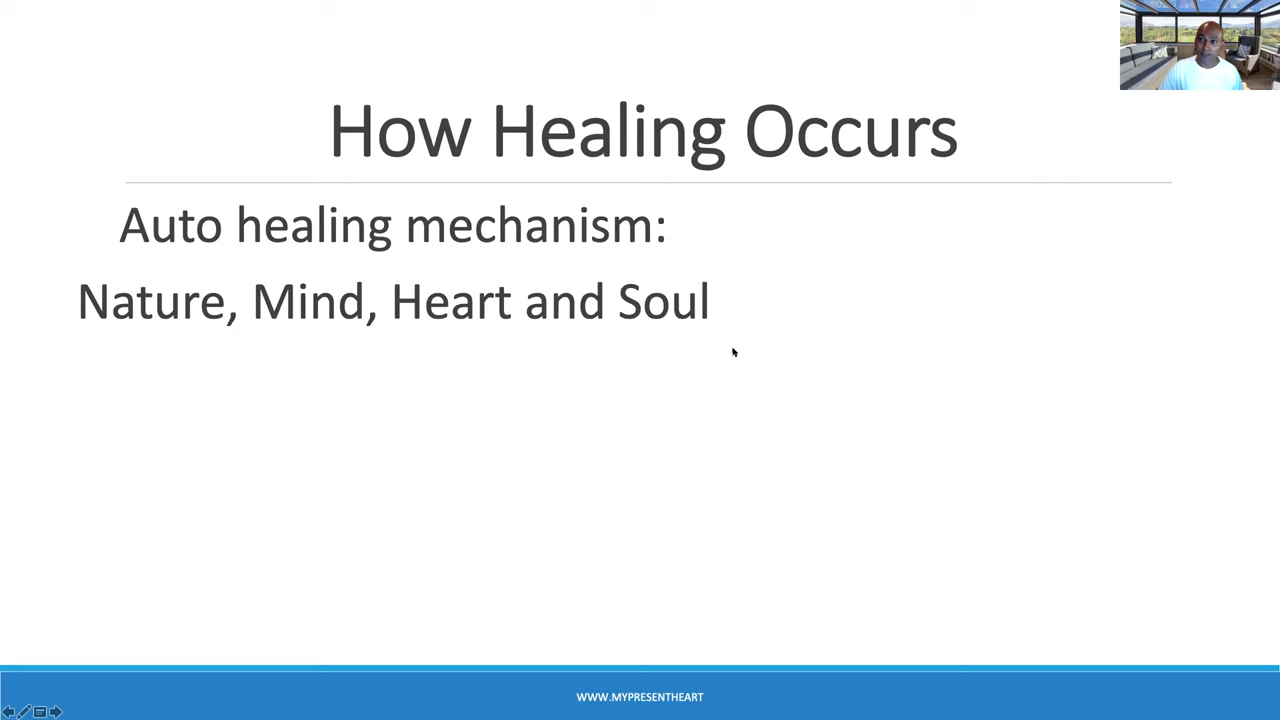 How Healing Occurs
Auto healing mechanism:
Nature, Mind, Heart and Soul
WWW.MYPRESENTHEART